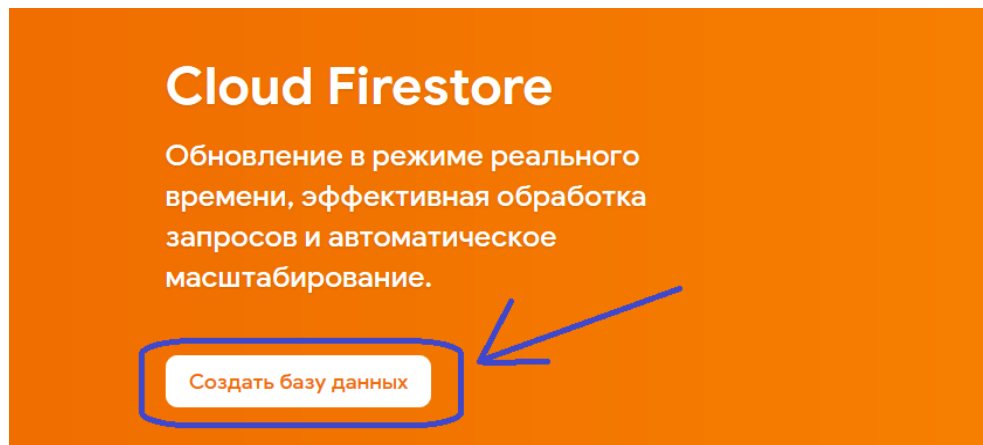 Cloud Firestore
Обновление в режиме реального
времени, эффективная обработка
запросов и автоматическое
масштабирование.
Создать базу данных